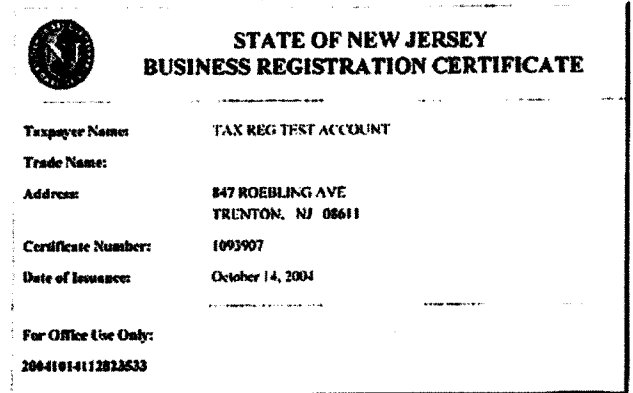 STATE OF NEW JERSEY
BUSINESS REGISTRATION CERTIFICATE
Taxpayer Name: TAX REG TEST ACCOUNT
Trade Name:
Address: 847 ROEBLING AVE
TRENTON, NJ 08611
Certificate Number: 1093907
Date of Issuance: October 14, 2004
For Office Use Only:
20041014112823533